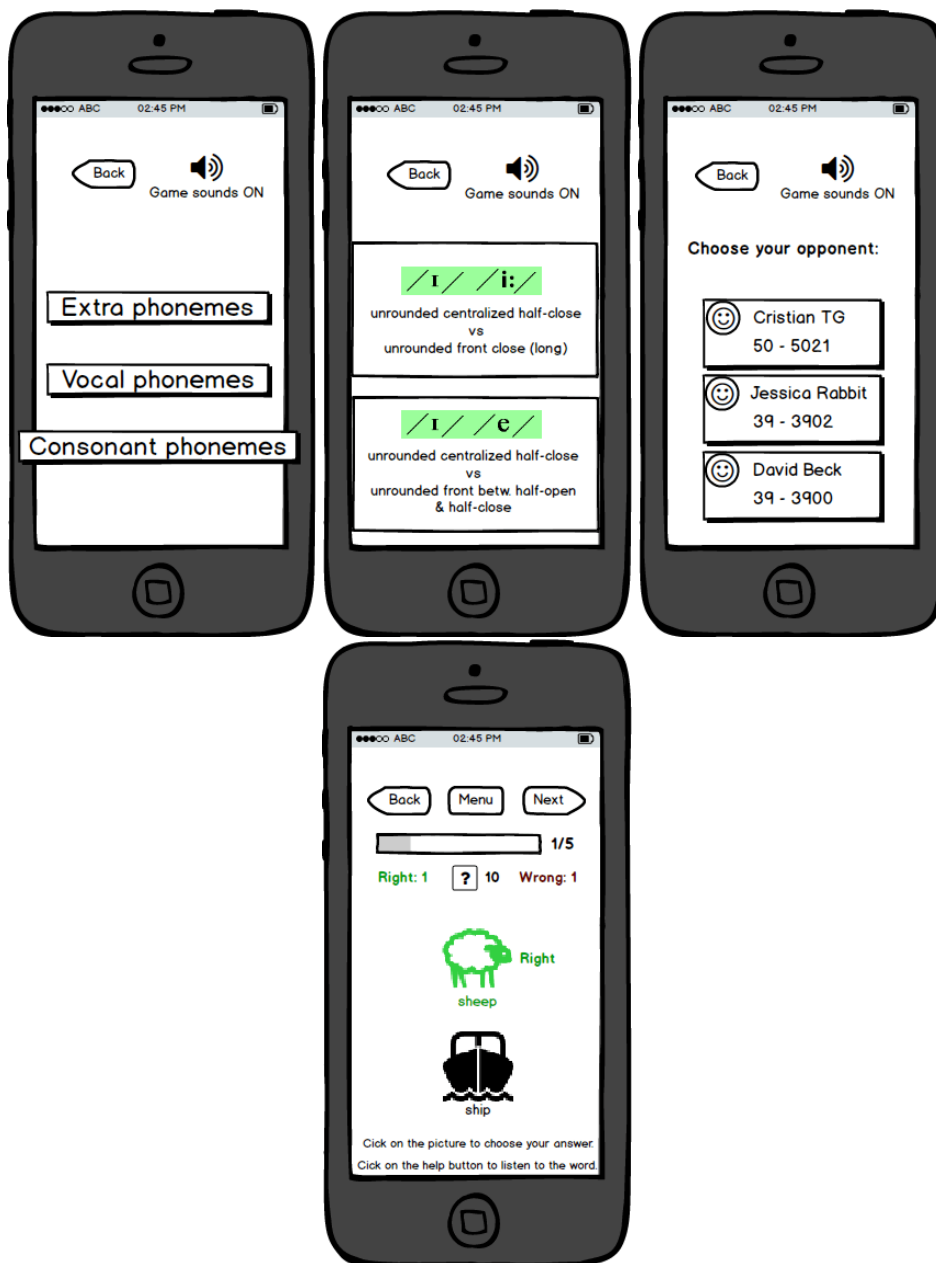 ABC 02:45 PM
Back
Game sounds ON
Extra phonemes
Vocal phonemes
Consonant phonemes
ABC 02:45 PM
Back
Game sounds ON
/ɪ/ /i:/
unrounded centralized half-close
vs
unrounded front close (long)
/ɪ/ /e/
unrounded centralized half-close
vs
unrounded front betw. half-open
& half-close
ABC 02:45 PM
Back
Game sounds ON
Choose your opponent:
Cristian TG
50 - 5021
Jessica Rabbit
39 - 3902
David Beck
39 - 3900
ABC 02:45 PM
Back Menu Next
1/5
Right: 1 ? 10 Wrong: 1
Right
sheep
ship
Cick on the picture to choose your answer.
Cick on the help button to listen to the word.